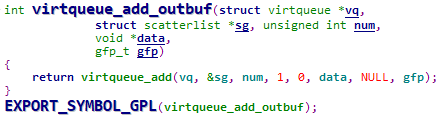 int virtqueue_add_outbuf(struct virtqueue *vq,
struct scatterlist *sg, unsigned int num,
void *data,
gfp_t gfp)
{
return virtqueue_add(vq, &sg, num, 1, 0, data, NULL, gfp);
}
EXPORT_SYMBOL_GPL(virtqueue_add_outbuf);